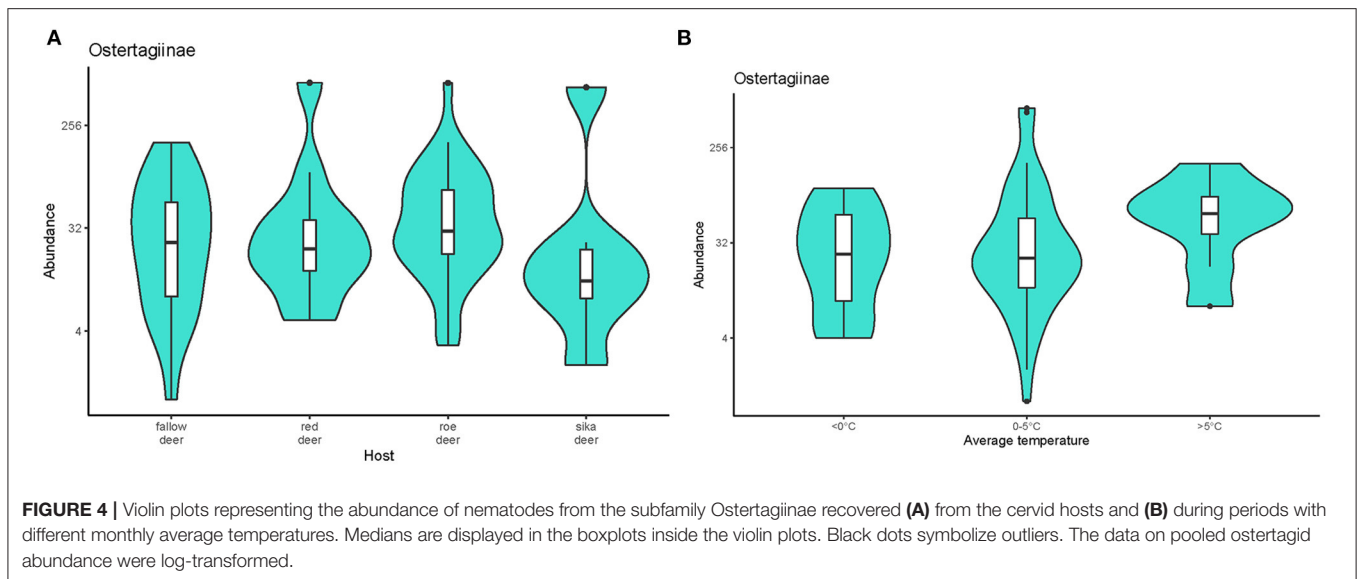 A
Ostertagiinae
Abundance
256
32
4
fallow
deer
red
deer
roe
deer
sika
deer
Host
B
Ostertagiinae
Abundance
256
32
4
<0°C
0-5°C
>5°C
Average temperature
FIGURE 4 | Violin plots representing the abundance of nematodes from the subfamily Ostertagiinae recovered (A) from the cervid hosts and (B) during periods with
different monthly average temperatures. Medians are displayed in the boxplots inside the violin plots. Black dots symbolize outliers. The data on pooled ostertagid
abundance were log-transformed.